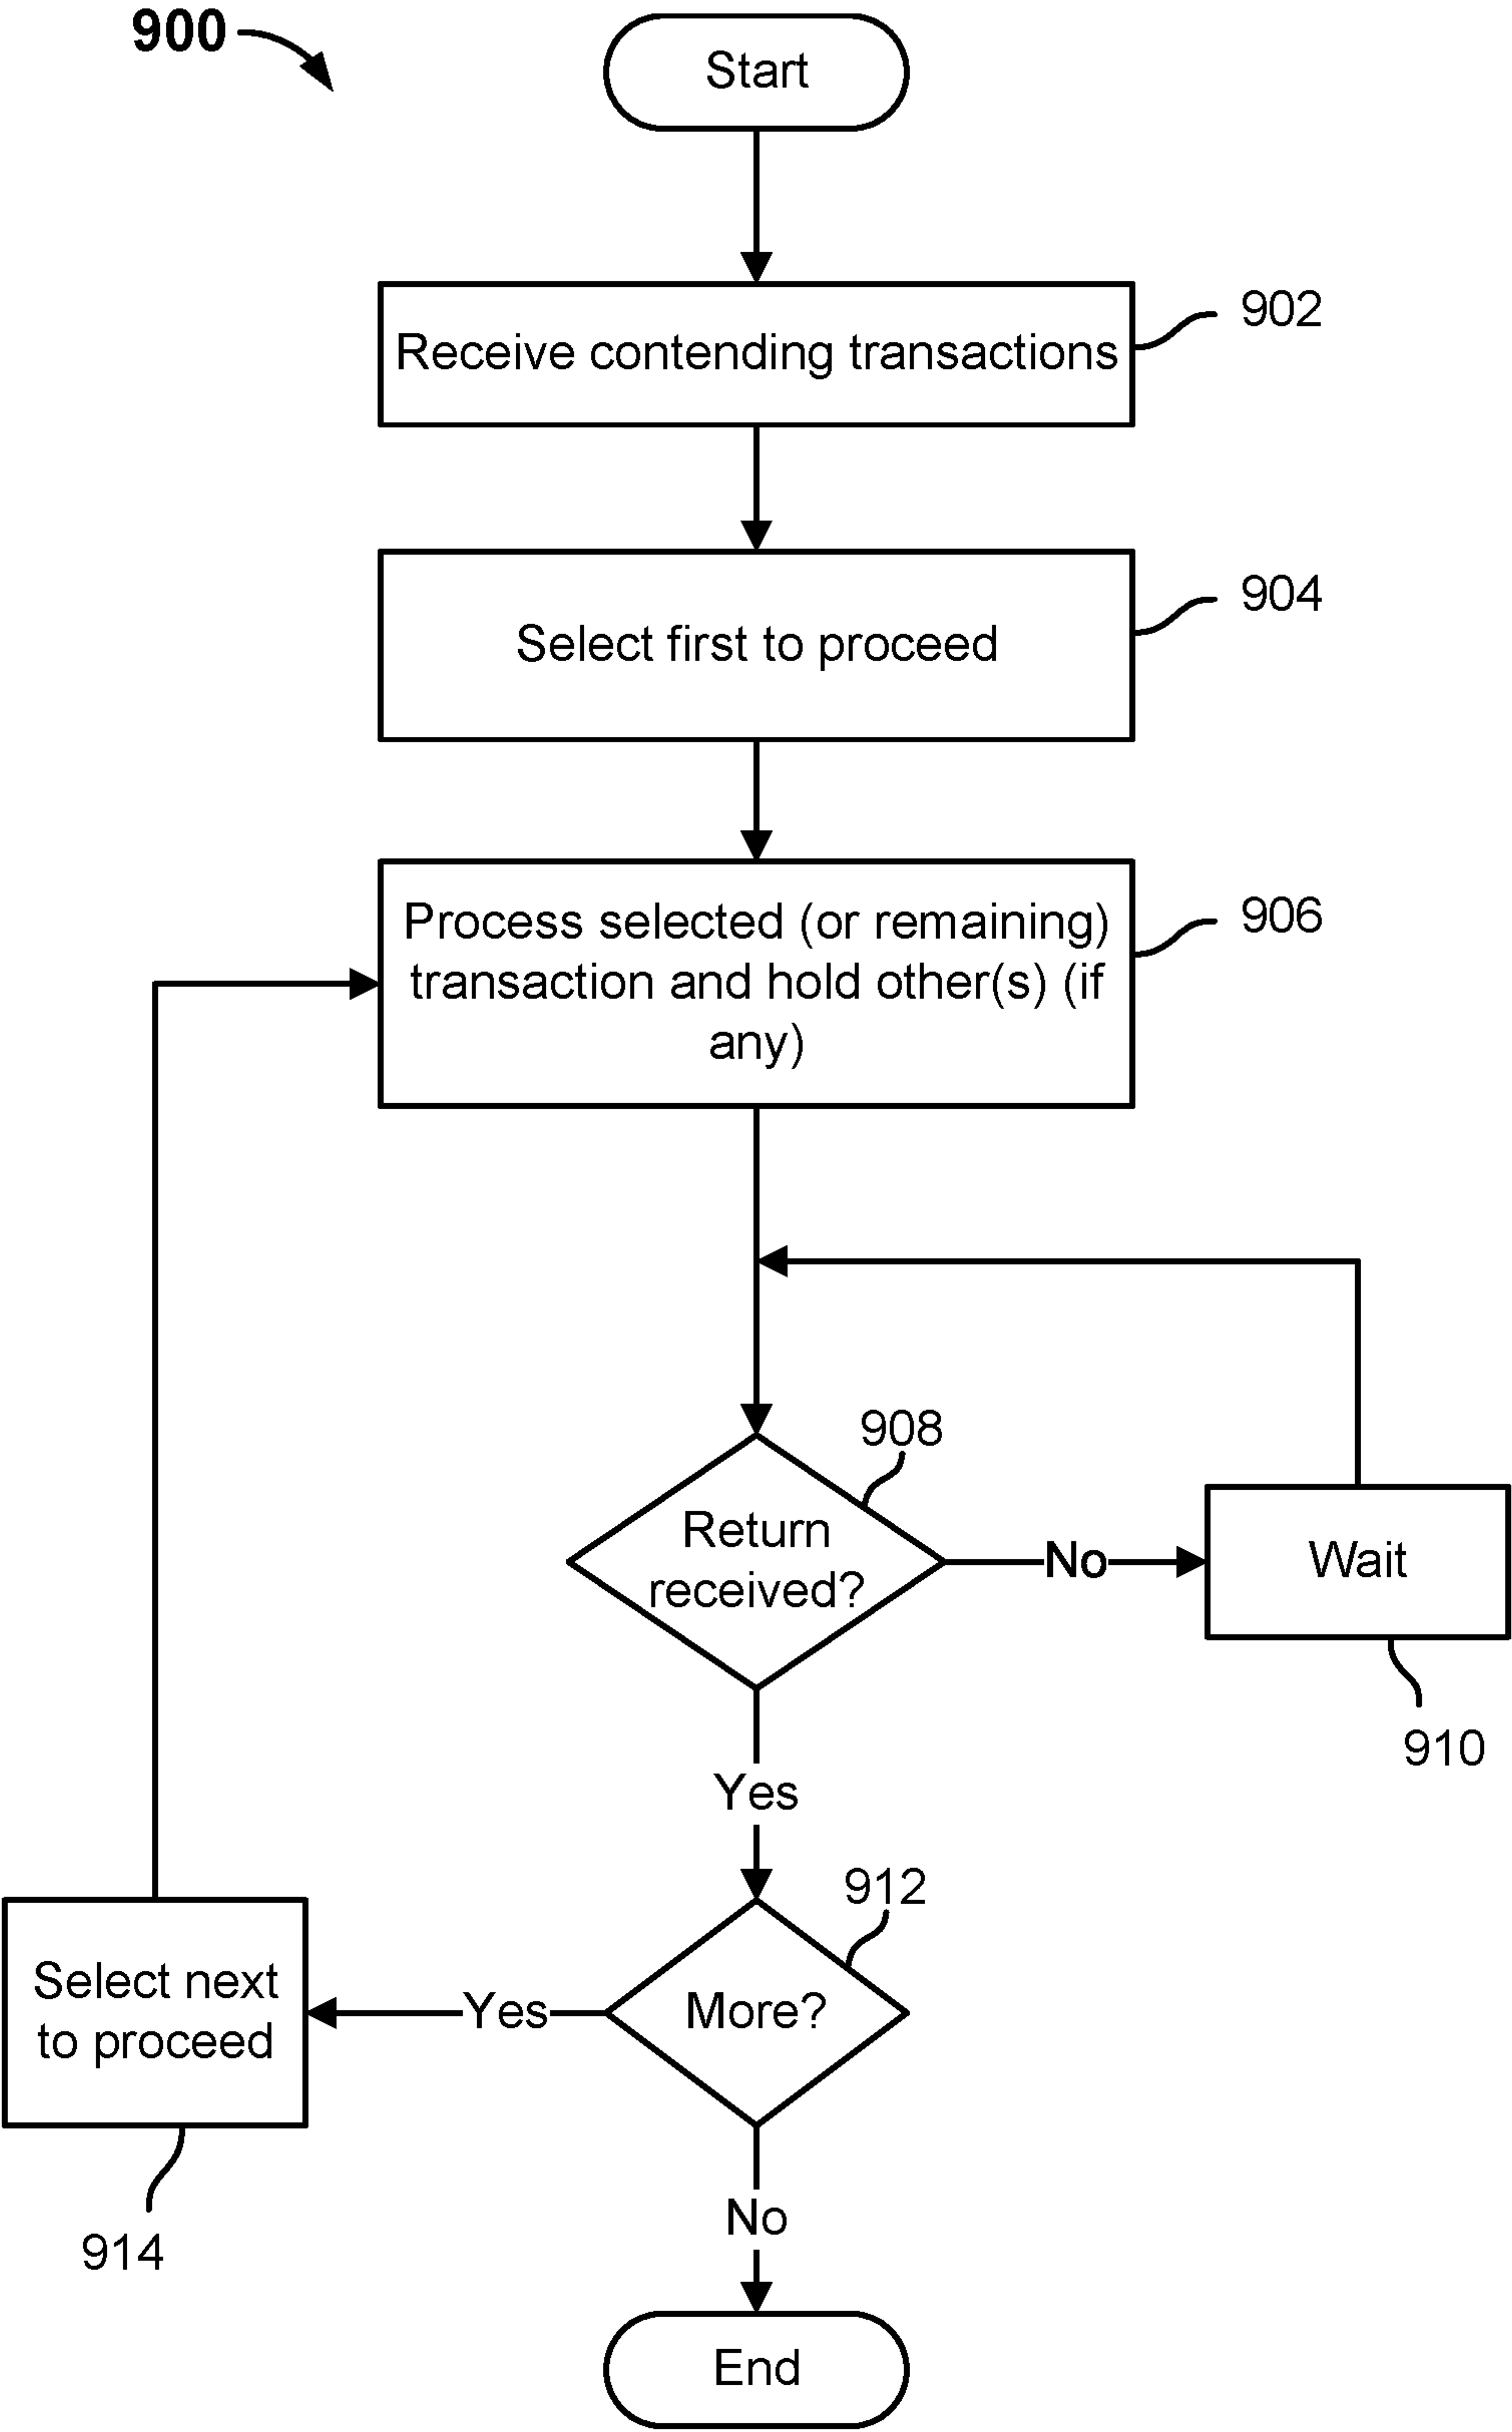 900
Start
Receive contending transactions
902
Select first to proceed
904
Process selected (or remaining)
transaction and hold other(s) (if
any)
906
908
Return
received?
No
Wait
910
Yes
912
More?
Yes
Select next
to proceed
914
No
End